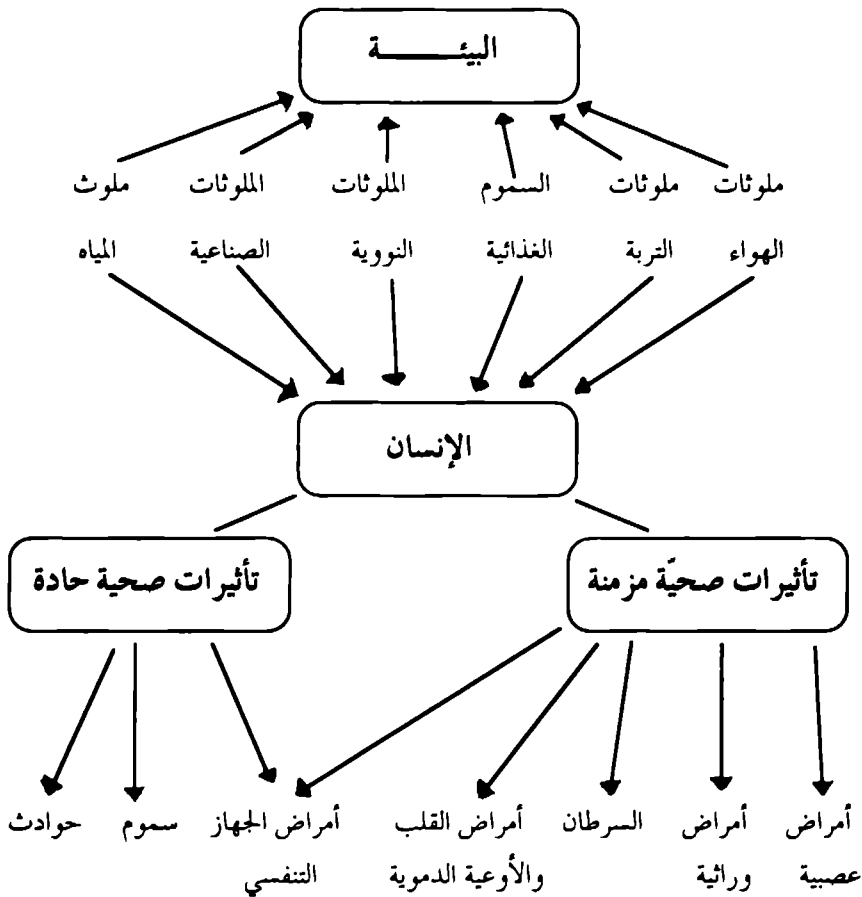 البيئة
ملوثات ملوثات السموم الملوثات الملوثات ملوث
الهواء التربة الغذائية النووية الصناعية المياه
الإنسان
تأثيرات صحيّة مزمنة تأثيرات صحية حادة
أمراض أمراض السرطان أمراض القلب أمراض الجهاز سموم حوادث
عصبية وراثية والأوعية الدموية التنفسي